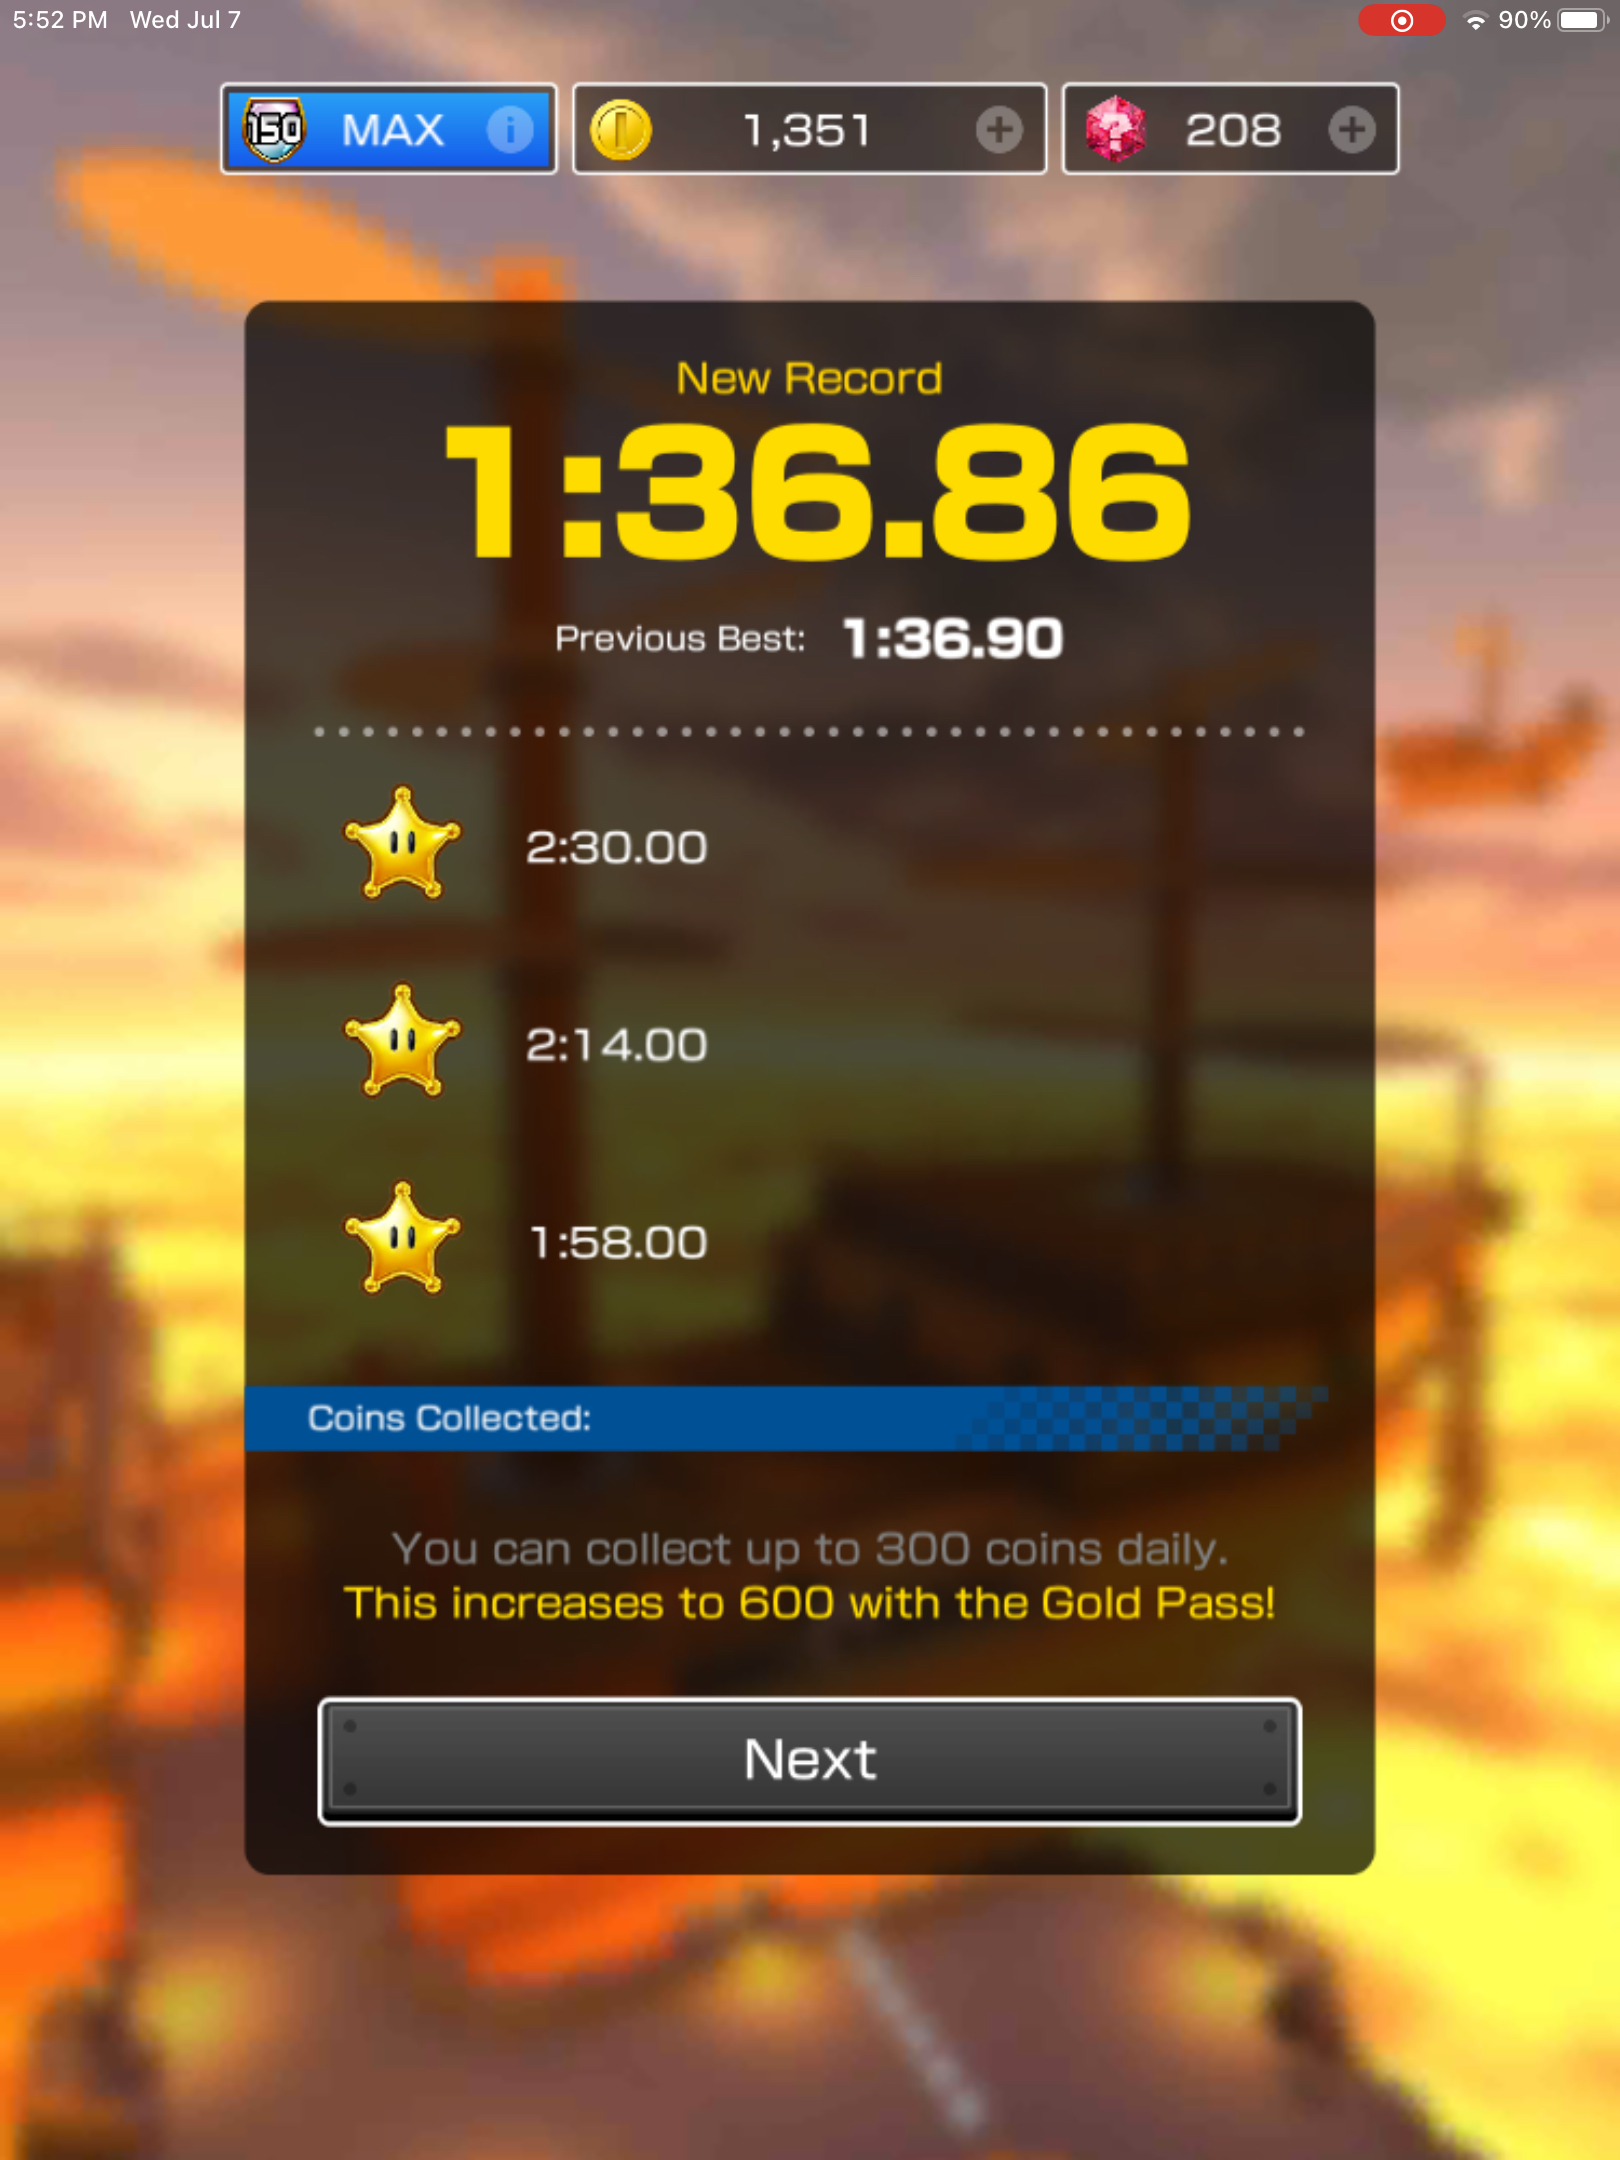 5:52 PM Wed Jul 7 90%
150 MAX i 1,351 + ? 208 +
New Record
1:36.86
Previous Best: 1:36.90
2:30.00
2:14.00
1:58.00
Coins Collected:
You can collect up to 300 coins daily.
This increases to 600 with the Gold Pass!
Next